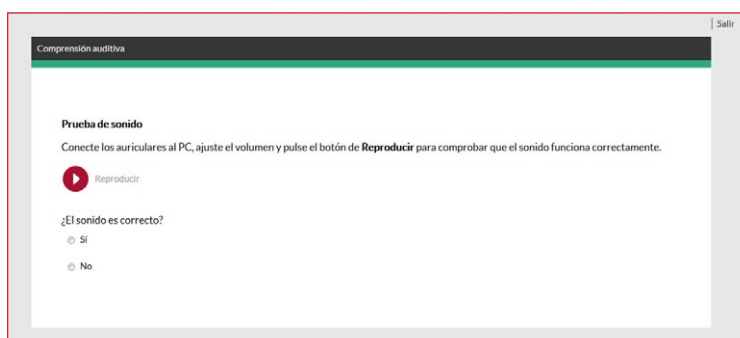 | Salir
Comprensión auditiva
Prueba de sonido
Conecte los auriculares al PC, ajuste el volumen y pulse el botón de Reproducir para comprobar que el sonido funciona correctamente.
Reproducir
¿El sonido es correcto?
Sí
No